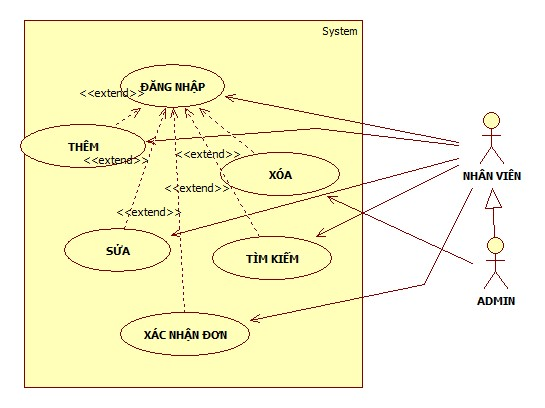 System
ĐĂNG NHẬP
<<extend>>
THÊM
<<extend>>
<<extend>>
XÓA
<<extend>>
<<extend>>
NHÂN VIÊN
SỬA
TÌM KIẾM
ADMIN
XÁC NHẬN ĐƠN